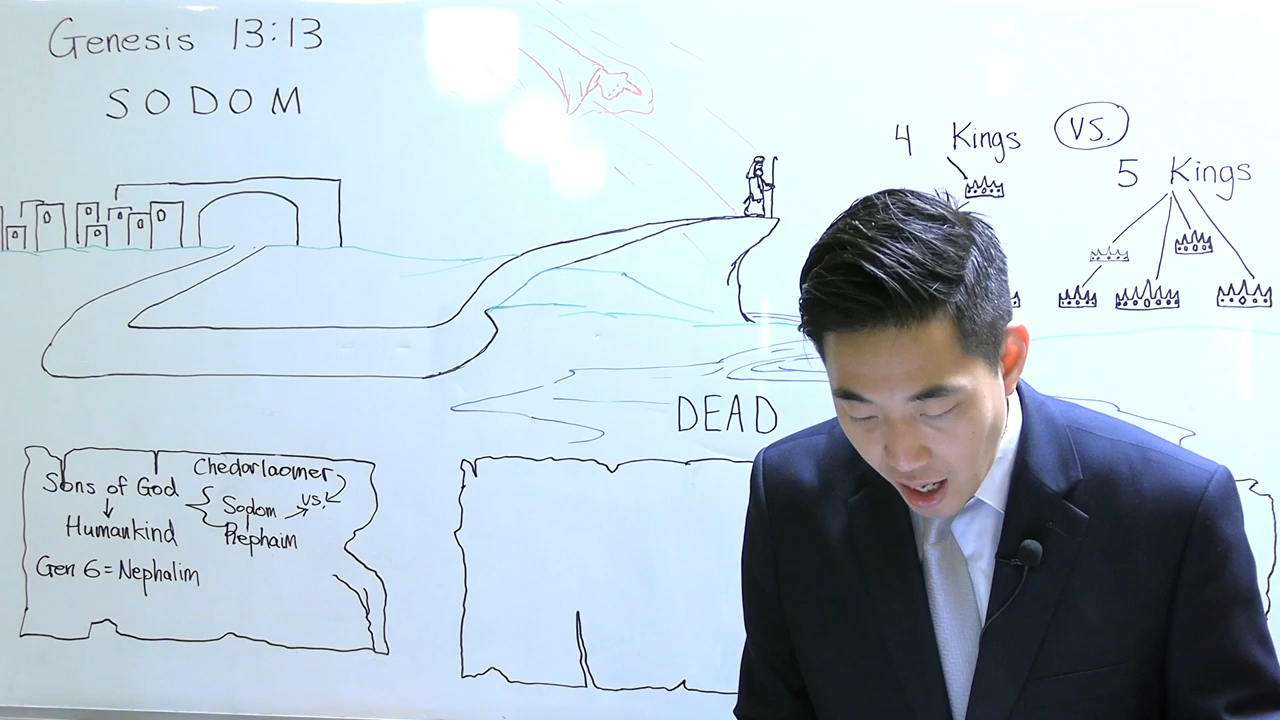 Genesis 13:13
SODOM
4 Kings
VS.
5 Kings
DEAD
Chedorlaomer
Sons of God
Sodom
vs.
Humankind
Rephaim
Gen 6 = Nephalim